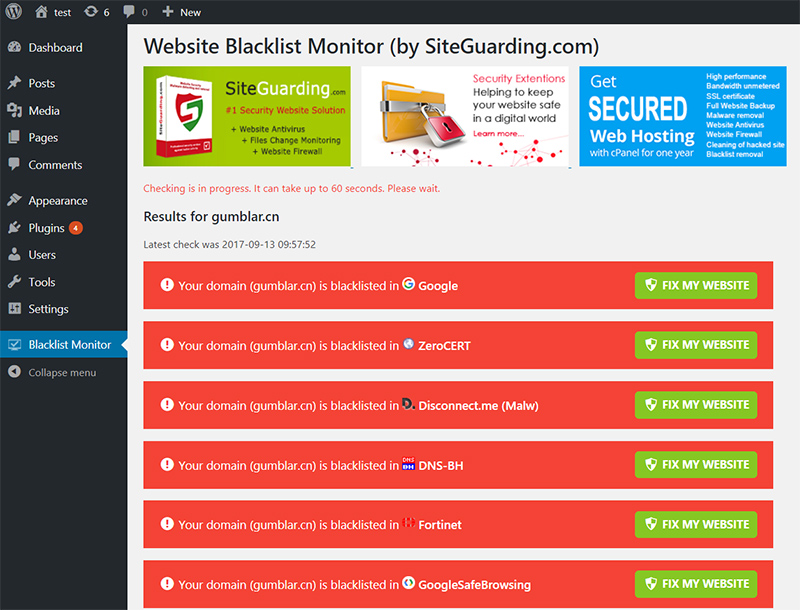 test 6 0 New
Dashboard
Posts
Media
Pages
Comments
Appearance
Plugins 4
Users
Tools
Settings
Blacklist Monitor
Collapse menu
Website Blacklist Monitor (by SiteGuarding.com)
SiteGuarding.com
#1 Security Website Solution
+ Website Antivirus
+ Files Change Monitoring
+ Website Firewall
Security Extentions
Helping to keep
your website safe
in a digital world
Learn more...
Get
SECURED
Web Hosting
with cPanel for one year
High performance
Bandwidth unmetered
SSL certificate
Full Website Backup
Malware removal
Website Antivirus
Website Firewall
Cleaning of hacked site
Blacklist removal
Checking is in progress. It can take up to 60 seconds. Please wait.
Results for gumblar.cn
Latest check was 2017-09-13 09:57:52
Your domain (gumblar.cn) is blacklisted in Google FIX MY WEBSITE
Your domain (gumblar.cn) is blacklisted in ZeroCERT FIX MY WEBSITE
Your domain (gumblar.cn) is blacklisted in Disconnect.me (Malw) FIX MY WEBSITE
Your domain (gumblar.cn) is blacklisted in DNS BH DNS-BH FIX MY WEBSITE
Your domain (gumblar.cn) is blacklisted in Fortinet FIX MY WEBSITE
Your domain (gumblar.cn) is blacklisted in GoogleSafeBrowsing FIX MY WEBSITE